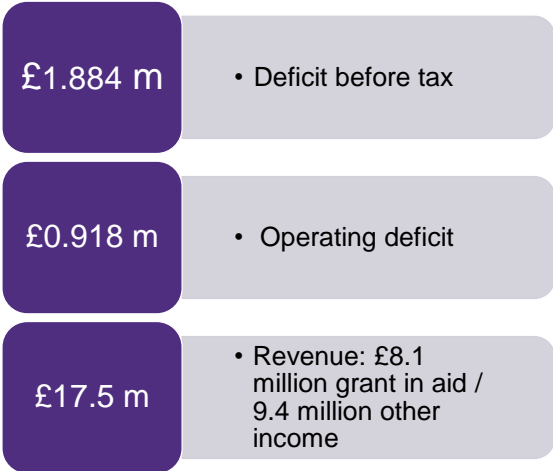 £1.884 m
• Deficit before tax
£0.918 m
• Operating deficit
£17.5 m
• Revenue: £8.1
million grant in aid /
9.4 million other
income